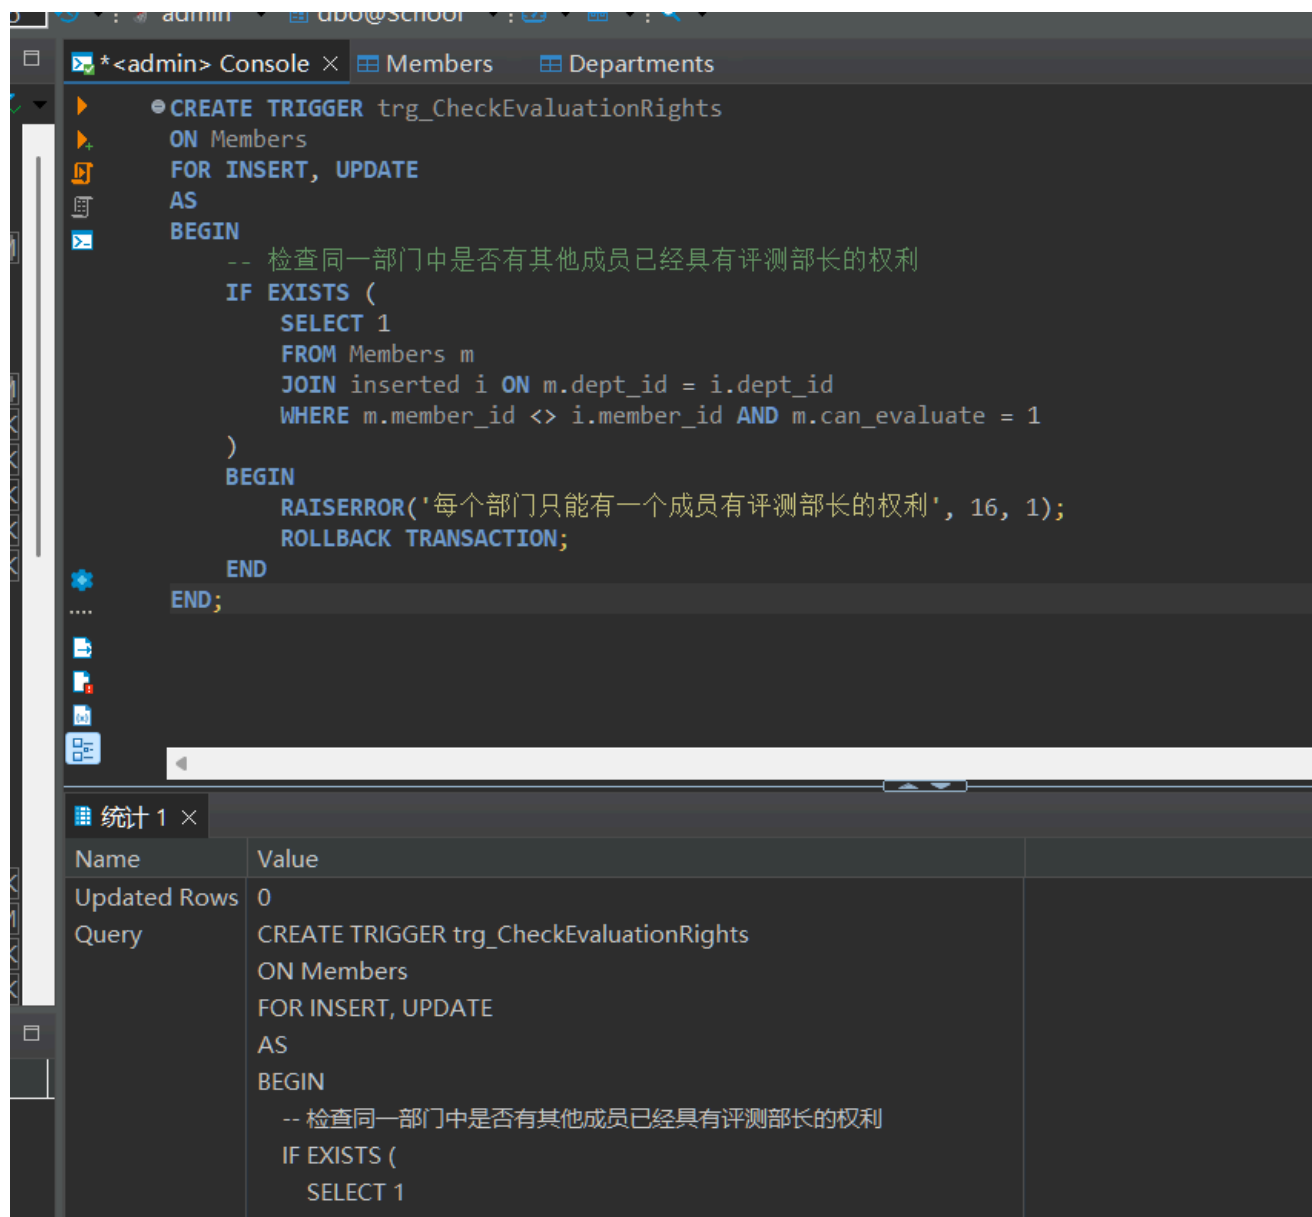 admin dbo@School
*<admin> Console Members Departments
CREATE TRIGGER trg_CheckEvaluationRights
ON Members
FOR INSERT, UPDATE
AS
BEGIN
-- 检查同一部门中是否有其他成员已经具有评测部长的权利
IF EXISTS (
SELECT 1
FROM Members m
JOIN inserted i ON m.dept_id = i.dept_id
WHERE m.member_id <> i.member_id AND m.can_evaluate = 1
)
BEGIN
RAISERROR('每个部门只能有一个成员有评测部长的权利', 16, 1);
ROLLBACK TRANSACTION;
END
END;
统计 1
Name Value
Updated Rows 0
Query CREATE TRIGGER trg_CheckEvaluationRights
ON Members
FOR INSERT, UPDATE
AS
BEGIN
-- 检查同一部门中是否有其他成员已经具有评测部长的权利
IF EXISTS (
SELECT 1